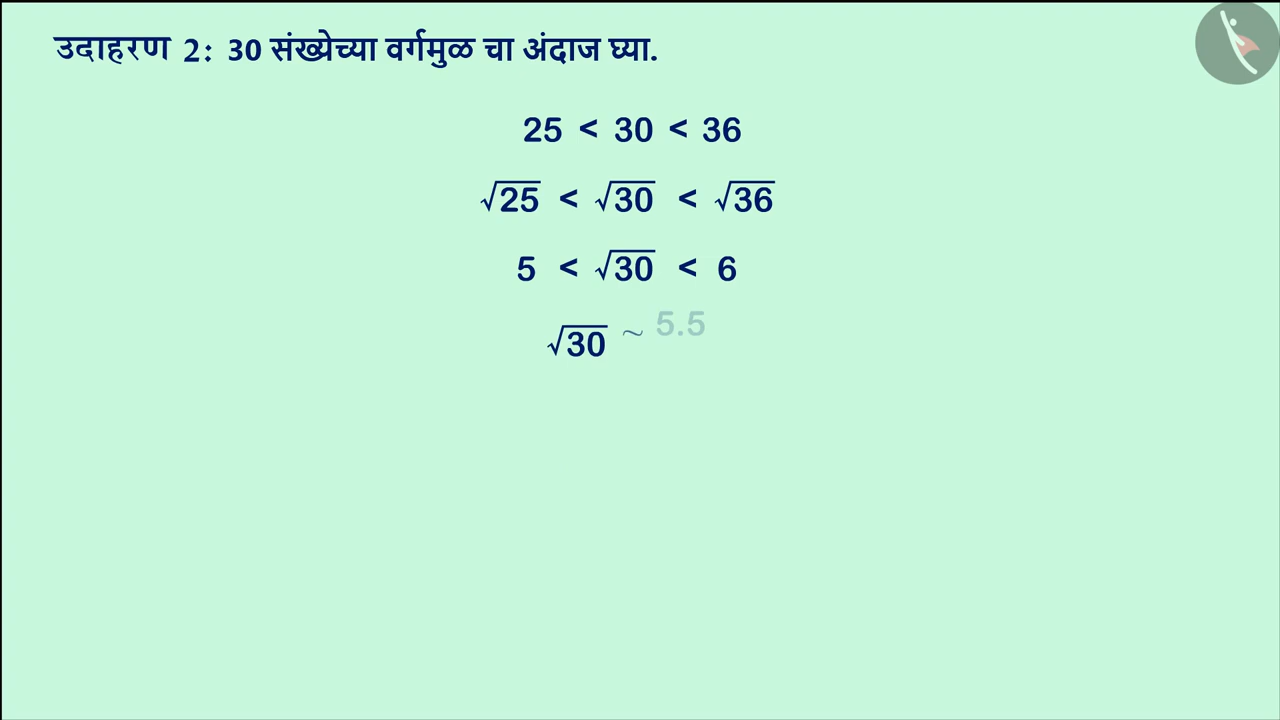 उदाहरण 2: 30 संख्येच्या वर्गमुळ चा अंदाज घ्या.
25 < 30 < 36
√25 < √30 < √36
5 < √30 < 6
√30 ~ 5.5